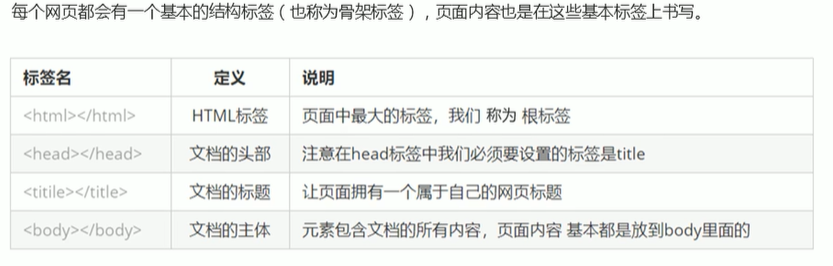 每个网页都会有一个基本的结构标签（也称为骨架标签），页面内容也是在这些基本标签上书写。
标签名 定义 说明
<html></html> HTML标签 页面中最大的标签，我们 称为 根标签
<head></head> 文档的头部 注意在head标签中我们必须要设置的标签是title
<titile></title> 文档的标题 让页面拥有一个属于自己的网页标题
<body></body> 文档的主体 元素包含文档的所有内容，页面内容 基本都是放到body里面的